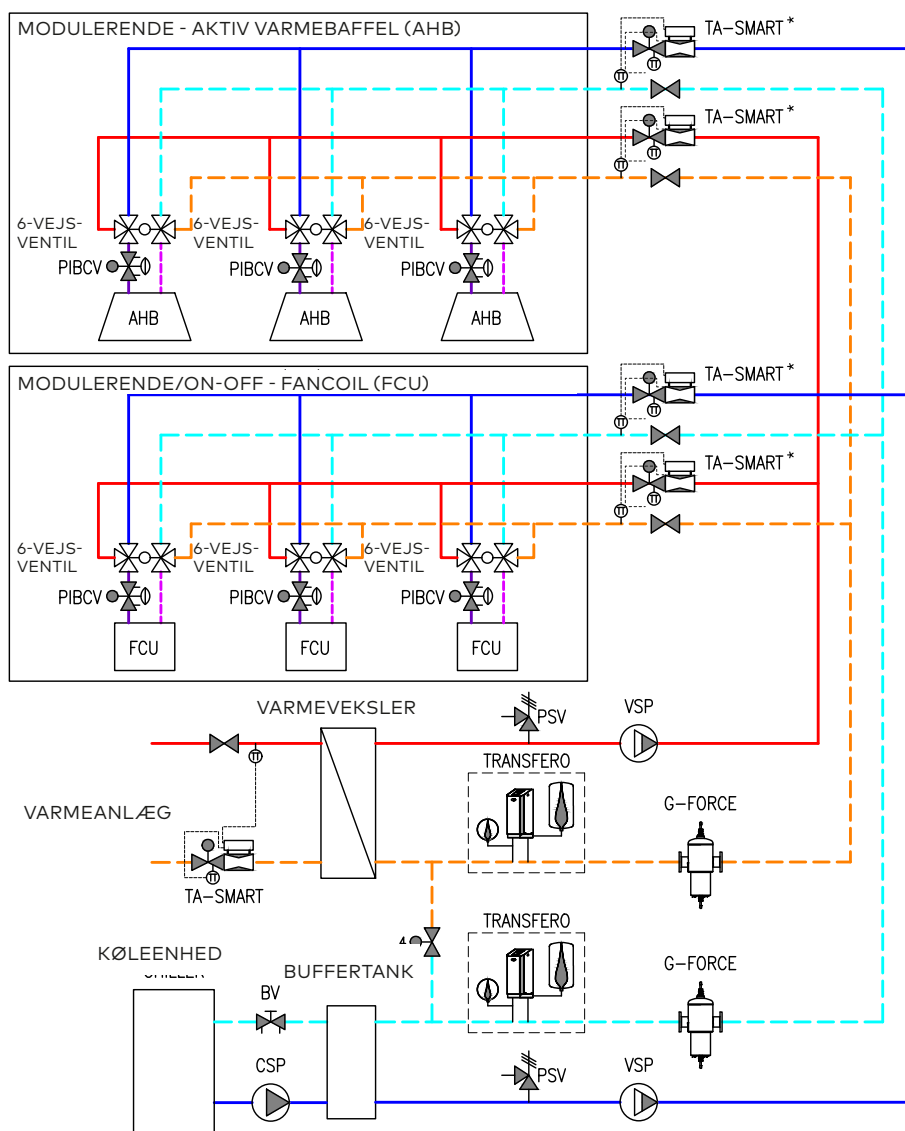 MODULERENDE - AKTIV VARMEBAFFEL (AHB)
TA-SMART*
TA-SMART*
6-VEJS-
VENTIL
6-VEJS-
VENTIL
6-VEJS-
VENTIL
PIBCV
PIBCV
PIBCV
AHB
AHB
AHB
MODULERENDE/ON-OFF - FANCOIL (FCU)
TA-SMART*
TA-SMART*
6-VEJS-
VENTIL
6-VEJS-
VENTIL
6-VEJS-
VENTIL
PIBCV
PIBCV
PIBCV
FCU
FCU
FCU
VARMEVEKSLER
PSV
VSP
TRANSFERO
G-FORCE
VARMEANLÆG
TA-SMART
TRANSFERO
KØLEENHED
BUFFERTANK
G-FORCE
BV
CSP
PSV
VSP